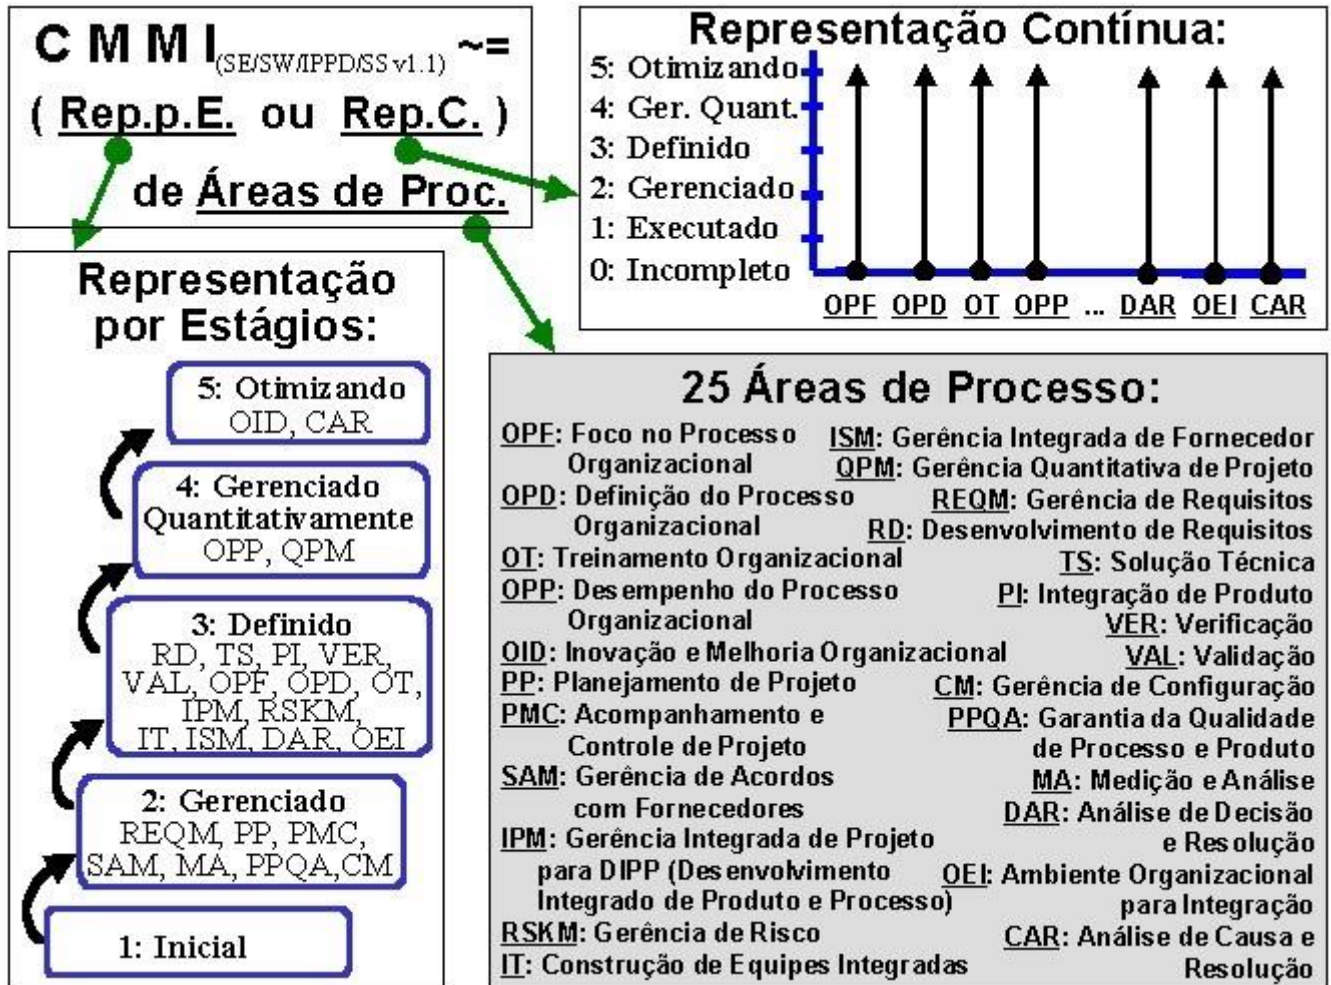 C M M I(SE/SW/IPPD/SS v1.1) ~=
( Rep.p.E. ou Rep.C. )
de Áreas de Proc.
Representação Contínua:
5: Otimizando
4: Ger. Quant.
3: Definido
2: Gerenciado
1: Executado
0: Incompleto
OPF OPD OT OPP ... DAR OEI CAR
Representação
por Estágios:
5: Otimizando
OID, CAR
4: Gerenciado
Quantitativamente
OPP, QPM
3: Definido
RD, TS, PI, VER,
VAL, OPF, OPD, OT,
IPM, RSKM,
IT, ISM, DAR, OEI
2: Gerenciado
REQM, PP, PMC,
SAM, MA, PPQA,CM
1: Inicial
25 Áreas de Processo:
OPF: Foco no Processo
Organizacional
OPD: Definição do Processo
Organizacional
OT: Treinamento Organizacional
OPP: Desempenho do Processo
Organizacional
OID: Inovação e Melhoria Organizacional
PP: Planejamento de Projeto
PMC: Acompanhamento e
Controle de Projeto
SAM: Gerência de Acordos
com Fornecedores
IPM: Gerência Integrada de Projeto
para DIPP (Desenvolvimento
Integrado de Produto e Processo)
RSKM: Gerência de Risco
IT: Construção de Equipes Integradas
ISM: Gerência Integrada de Fornecedor
QPM: Gerência Quantitativa de Projeto
REQM: Gerência de Requisitos
RD: Desenvolvimento de Requisitos
TS: Solução Técnica
PI: Integração de Produto
VER: Verificação
VAL: Validação
CM: Gerência de Configuração
PPQA: Garantia da Qualidade
de Processo e Produto
MA: Medição e Análise
DAR: Análise de Decisão
e Resolução
OEI: Ambiente Organizacional
para Integração
CAR: Análise de Causa e
Resolução